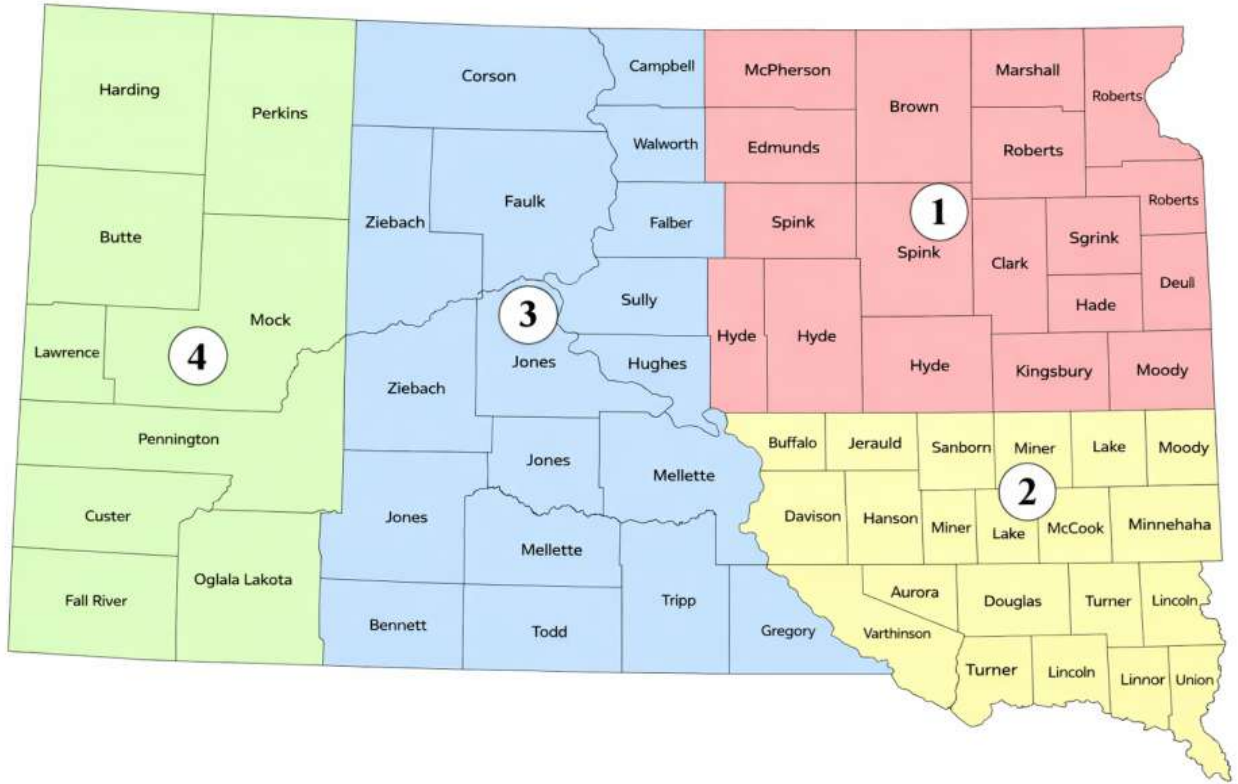 Harding
Perkins
Corson
Campbell
McPherson
Brown
Marshall
Roberts
Walworth
Edmunds
Roberts
Butte
Ziebach
Faulk
Falber
Spink
1
Spink
Clark
Sgrink
Roberts
Deull
Hade
Lawrence
4
Mock
3
Jones
Sully
Hughes
Hyde
Hyde
Hyde
Kingsbury
Moody
Pennington
Ziebach
Jones
Mellette
Buffalo
Jerauld
Sanborn
Miner
Lake
Moody
2
Custer
Jones
Mellette
Davison
Hanson
Miner
Lake
McCook
Minnehaha
Fall River
Oglala Lakota
Bennett
Todd
Tripp
Gregory
Aurora
Varthinson
Douglas
Turner
Lincoln
Turner
Lincoln
Linnor
Union